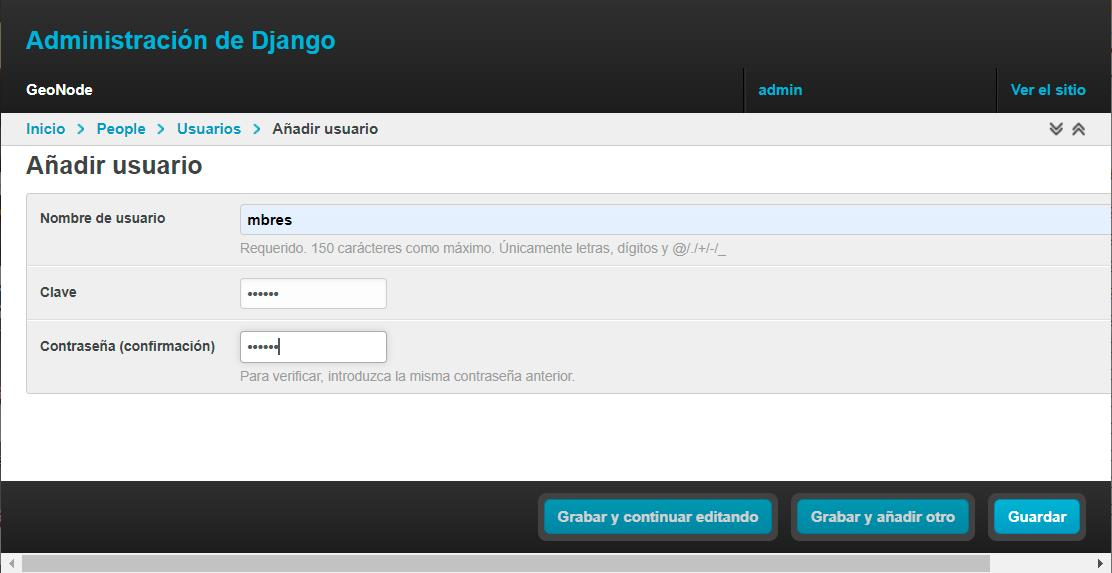 Administración de Django
GeoNode admin Ver el sitio
Inicio > People > Usuarios > Añadir usuario
Añadir usuario
Nombre de usuario mbres
Requerido. 150 carácteres como máximo. Únicamente letras, dígitos y @/./+/-/_
Clave ••••••
Contraseña (confirmación) ••••••
Para verificar, introduzca la misma contraseña anterior.
Grabar y continuar editando Grabar y añadir otro Guardar